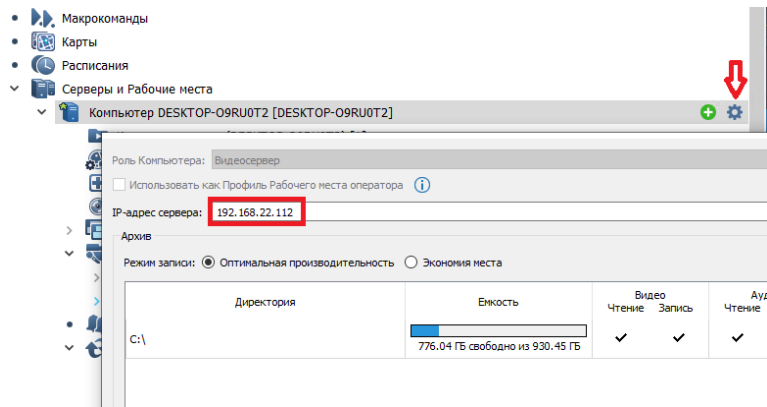 Макрокоманды
Карты
Расписания
Серверы и Рабочие места
Компьютер DESKTOP-O9RU0T2 [DESKTOP-O9RU0T2]
Роль Компьютера: Видеосервер
Использовать как Профиль Рабочего места оператора
IP-адрес сервера: 192.168.22.112
Архив
Режим записи: Оптимальная производительность Экономия места
Директория Емкость Видео Ауд
Чтение Запись Чтение
C:\ 776.04 ГБ свободно из 930.45 ГБ